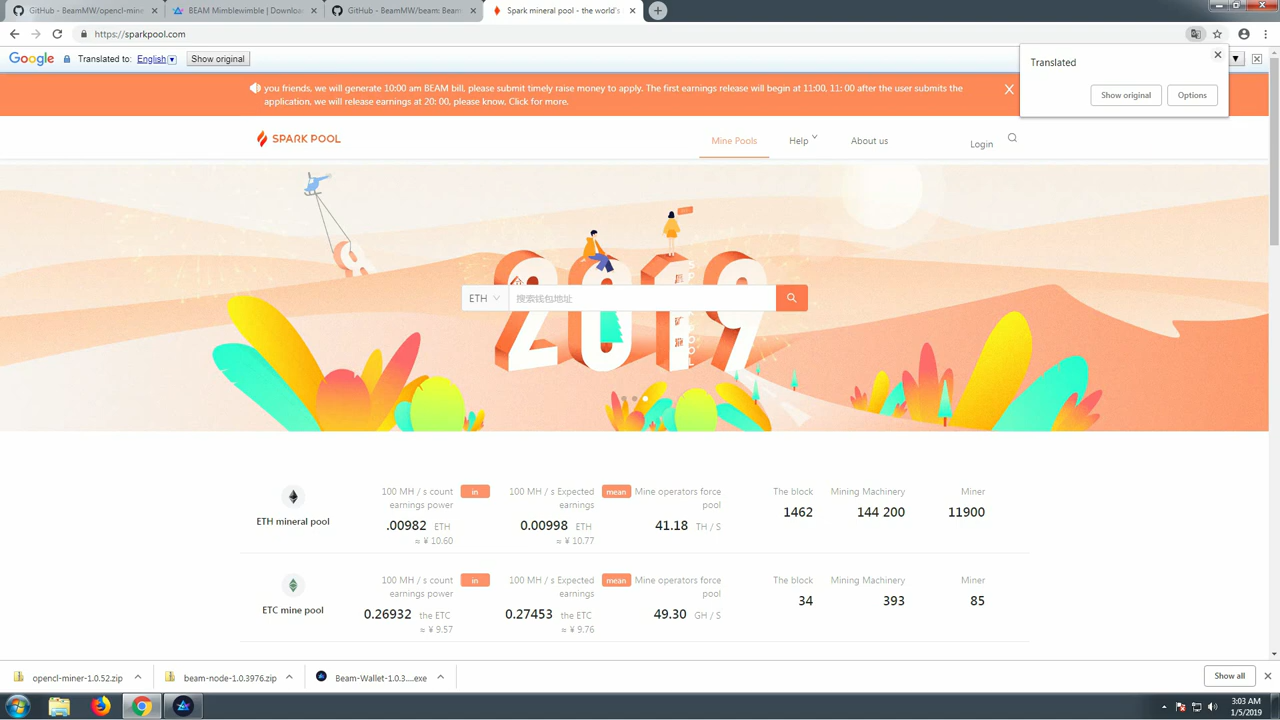 GitHub - BeamMW/opencl-mine
BEAM Mimblewimble | Download
GitHub - BeamMW/beam: Beam
Spark mineral pool - the world's
https://sparkpool.com
Google Translated to: English Show original
Translated
Show original Options
you friends, we will generate 10:00 am BEAM bill, please submit timely raise money to apply. The first earnings release will begin at 11:00, 11: 00 after the user submits the
application, we will release earnings at 20: 00, please know. Click for more.
SPARK POOL
Mine Pools Help About us Login
2019
ETH 搜索钱包地址
100 MH / s count earnings power in
100 MH / s Expected earnings mean
Mine operators force pool
The block Mining Machinery Miner
ETH mineral pool
.00982 ETH 0.00998 ETH 41.18 TH / S 1462 144 200 11900
≈ ¥ 10.60 ≈ ¥ 10.77
100 MH / s count earnings power in
100 MH / s Expected earnings mean
Mine operators force pool
The block Mining Machinery Miner
ETC mine pool
0.26932 the ETC 0.27453 the ETC 49.30 GH / S 34 393 85
≈ ¥ 9.57 ≈ ¥ 9.76
opencl-miner-1.0.52.zip
beam-node-1.0.3976.zip
Beam-Wallet-1.0.3....exe
Show all
3:03 AM
1/5/2019